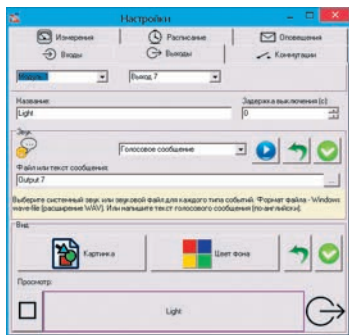 Настройки
Измерения
Расписание
Оповещения
Входы
Выходы
Коммутации
Модуль 1
Выход 7
Название:
Задержка выключения (с):
Light
0
Звук
Голосовое сообщение
Файл или текст сообщения:
Output 7
...
Выберите системный звук или звуковой файл для каждого типа событий. Формат файла - Windows
wave-file (расширение WAV). Или напишите текст голосового сообщения (по-английски).
Вид
Картинка
Цвет фона
Просмотр:
Light